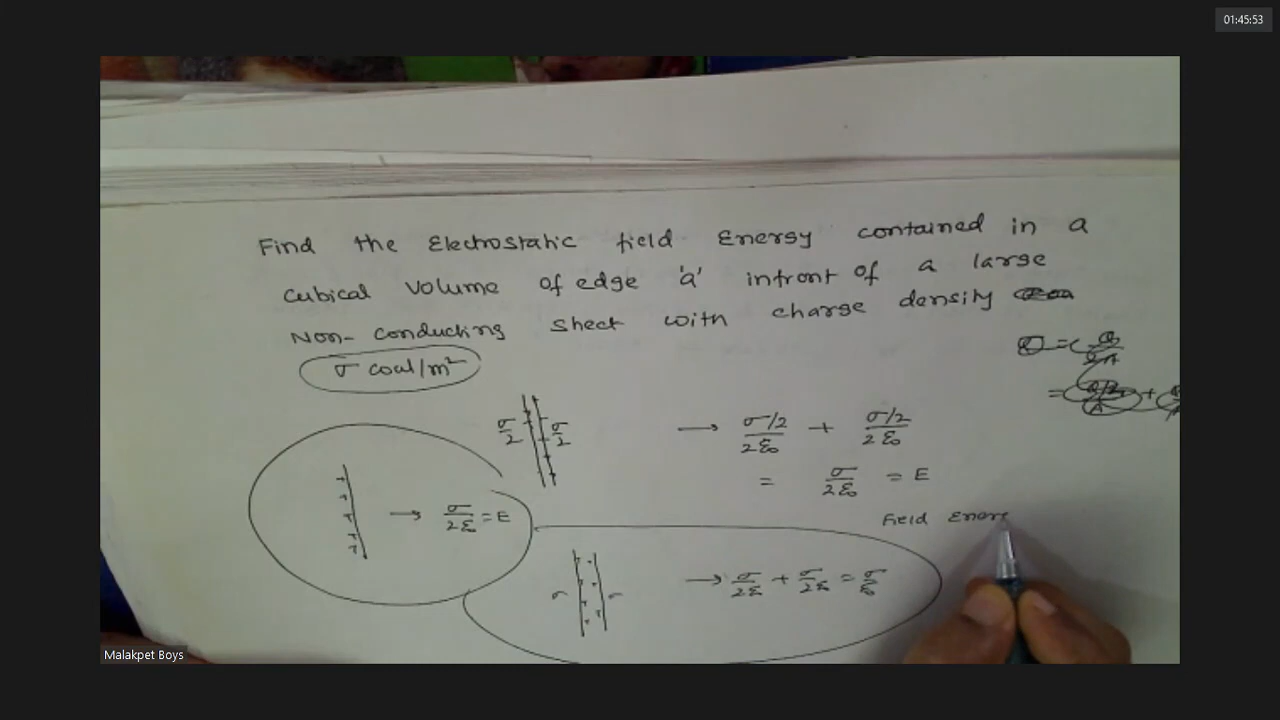 01:45:53
Find the Electrostatic field Energy contained in a
cubical volume of edge 'a' infront of a large
Non-conducting sheet with charge density
σ coul/m²
σ/2 σ/2 → σ/2 / 2ε₀ + σ/2 / 2ε₀
= σ / 2ε₀ = E
→ σ / 2ε₀ = E
Field Ener
σ σ → σ / 2ε₀ + σ / 2ε₀ = σ / ε₀
Malakpet Boys